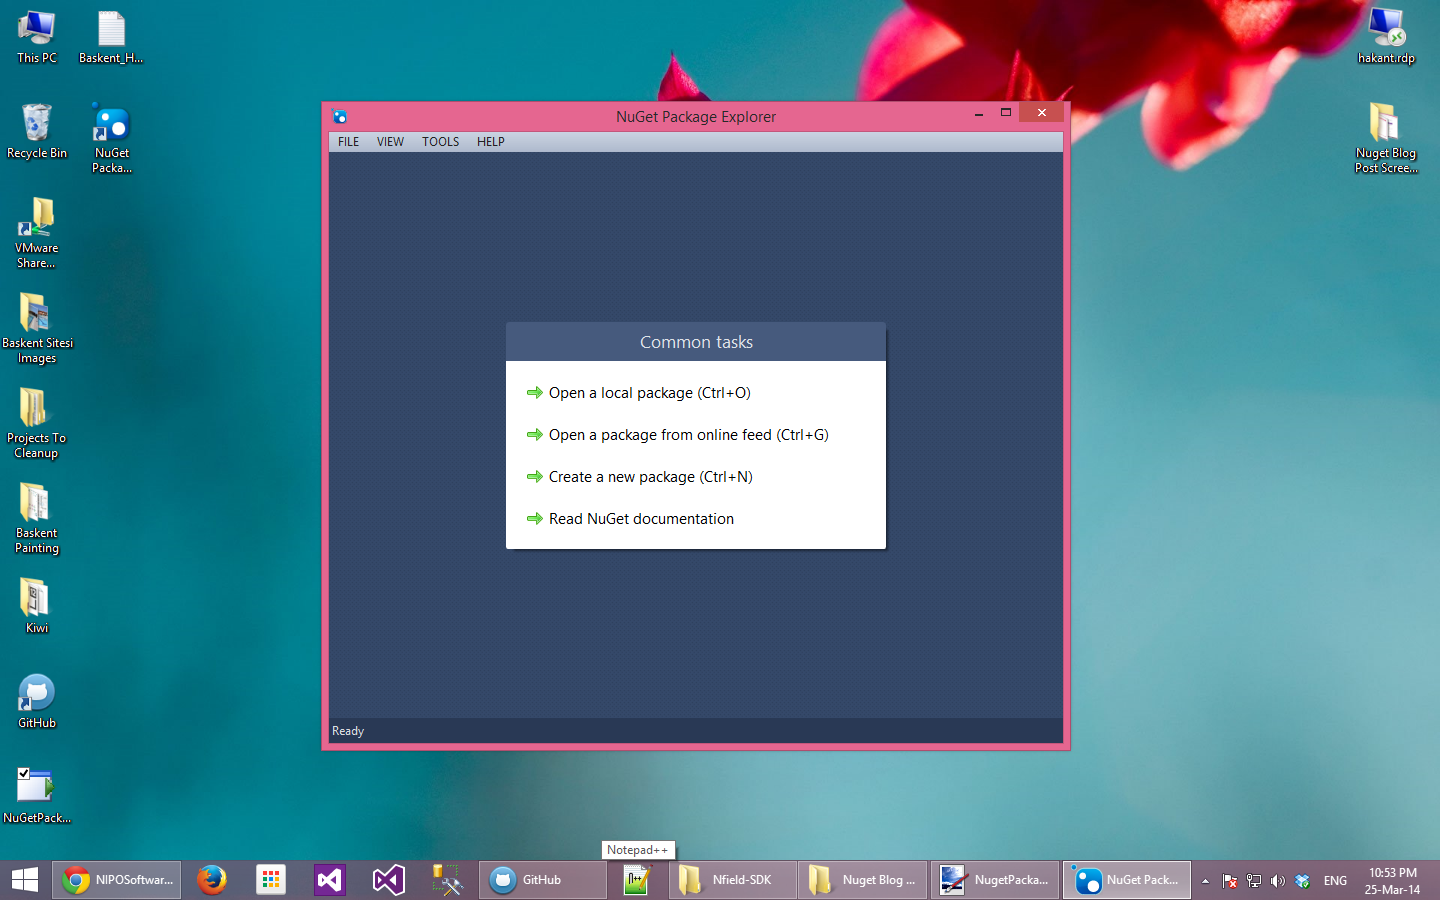 This PC
Baskent_H...
Recycle Bin
NuGet
Packa...
VMware
Share...
Baskent Sitesi
Images
Projects To
Cleanup
Baskent
Painting
Kiwi
GitHub
NuGetPack...
hakant.rdp
Nuget Blog
Post Scree...
NuGet Package Explorer
FILE VIEW TOOLS HELP
Common tasks
Open a local package (Ctrl+O)
Open a package from online feed (Ctrl+G)
Create a new package (Ctrl+N)
Read NuGet documentation
Ready
Notepad++
NIPOSoftwar...
GitHub
Nfield-SDK
Nuget Blog ...
NugetPacka...
NuGet Pack...
ENG
10:53 PM
25-Mar-14